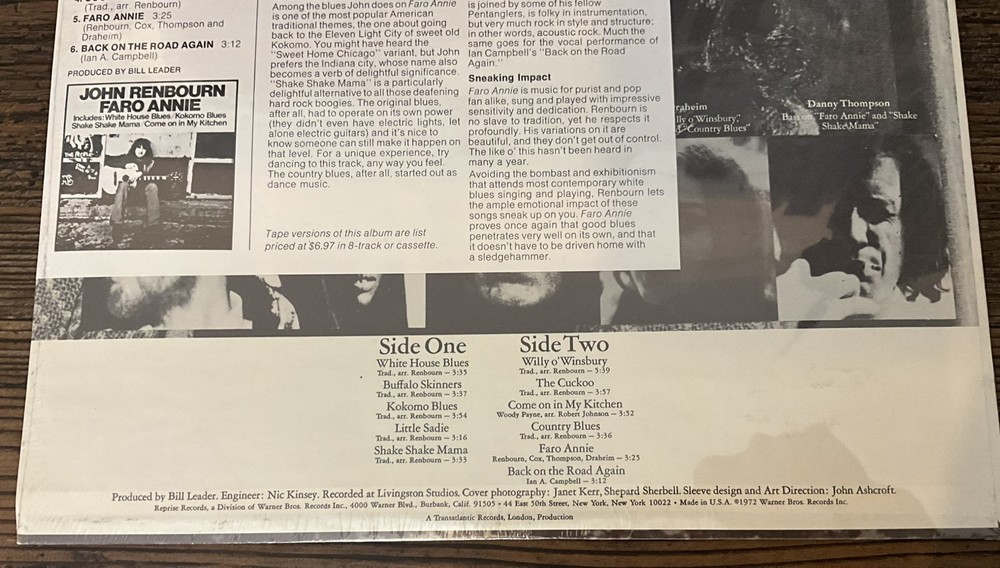 (Trad., arr. Renbourn)
5. FARO ANNIE 3:25
(Renbourn, Cox, Thompson and
Draheim)
6. BACK ON THE ROAD AGAIN 3:12
(Ian A. Campbell)
PRODUCED BY BILL LEADER
JOHN RENBOURN
FARO ANNIE
Includes: White House Blues/Kokomo Blues
Shake Shake Mama/Come on in My Kitchen
Among the blues John does on Faro Annie
is one of the most popular American
traditional themes, the one about going
back to the Eleven Light City of sweet old
Kokomo. You might have heard the
"Sweet Home Chicago" variant, but John
prefers the Indiana city, whose name also
becomes a verb of delightful significance.
"Shake Shake Mama" is a particularly
delightful alternative to all those deafening
hard rock boogies. The original blues,
after all, had to operate on its own power
(they didn't even have electric lights, let
alone electric guitars) and it's nice to
know someone can still make it happen on
that level. For a unique experience, try
dancing to this track, any way you feel.
The country blues, after all, started out as
dance music.
Tape versions of this album are list
priced at $6.97 in 8-track or cassette.
is joined by some of his fellow
Pentanglers, is folky in instrumentation,
but very much rock in style and structure;
in other words, acoustic rock. Much the
same goes for the vocal performance of
Ian Campbell's "Back on the Road
Again."
Sneaking Impact
Faro Annie is music for purist and pop
fan alike, sung and played with impressive
sensitivity and dedication. Renbourn is
no slave to tradition, yet he respects it
profoundly. His variations on it are
beautiful, and they don't get out of control.
The like o' this hasn't been heard in
many a year.
Avoiding the bombast and exhibitionism
that attends most contemporary white
blues singing and playing, Renbourn lets
the ample emotional impact of these
songs sneak up on you. Faro Annie
proves once again that good blues
penetrates very well on its own, and that
it doesn't have to be driven home with
a sledgehammer.
raheim
lly o'Winsbury,"
"Country Blues"
Danny Thompson
Bass on "Faro Annie" and "Shake
Shake Mama"
Side One
White House Blues
Trad., arr. Renbourn – 3:35
Buffalo Skinners
Trad., arr. Renbourn – 3:37
Kokomo Blues
Trad., arr. Renbourn – 3:54
Little Sadie
Trad., arr. Renbourn – 3:16
Shake Shake Mama
Trad., arr. Renbourn – 3:33
Side Two
Willy o'Winsbury
Trad., arr. Renbourn – 5:39
The Cuckoo
Trad., arr. Renbourn – 3:57
Come on in My Kitchen
Woody Payne, arr. Robert Johnson – 3:52
Country Blues
Trad., arr. Renbourn – 3:36
Faro Annie
Renbourn, Cox, Thompson, Draheim – 3:25
Back on the Road Again
Ian A. Campbell – 3:12
Produced by Bill Leader. Engineer: Nic Kinsey. Recorded at Livingston Studios. Cover photography: Janet Kerr, Shepard Sherbell. Sleeve design and Art Direction: John Ashcroft.
Reprise Records, a Division of Warner Bros. Records Inc., 4000 Warner Blvd., Burbank, Calif. 91505 • 44 East 50th Street, New York, New York 10022 • Made in U.S.A. ©1972 Warner Bros. Records Inc.
A Transatlantic Records, London, Production